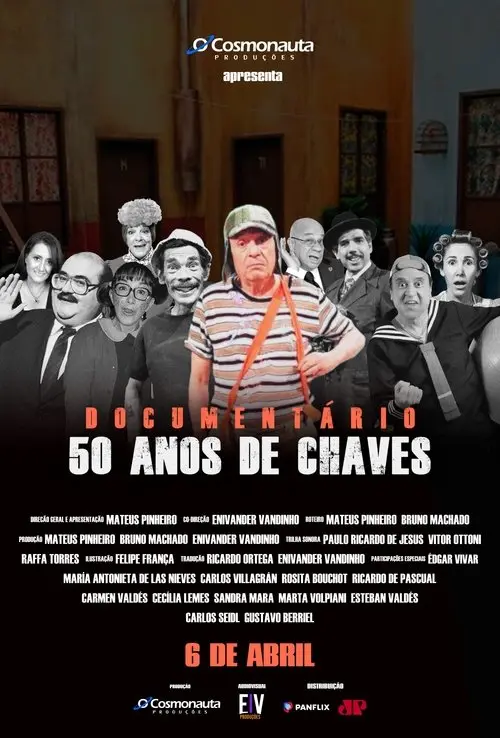 Cosmonauta
PRODUÇÕES
apresenta
DOCUMENTÁRIO
50 ANOS DE CHAVES
DIREÇÃO GERAL E APRESENTAÇÃO MATEUS PINHEIRO CO-DIREÇÃO ENIVANDER VANDINHO ROTEIRO MATEUS PINHEIRO BRUNO MACHADO
PRODUÇÃO MATEUS PINHEIRO BRUNO MACHADO ENIVANDER VANDINHO TRILHA SONORA PAULO RICARDO DE JESUS VITOR OTTONI
RAFFA TORRES ILUSTRAÇÃO FELIPE FRANÇA TRADUÇÃO RICARDO ORTEGA ENIVANDER VANDINHO PARTICIPAÇÕES ESPECIAIS ÉDGAR VIVAR
MARÍA ANTONIETA DE LAS NIEVES CARLOS VILLAGRÁN ROSITA BOUCHOT RICARDO DE PASCUAL
CARMEN VALDÉS CECÍLIA LEMES SANDRA MARA MARTA VOLPIANI ESTEBAN VALDÉS
CARLOS SEIDL GUSTAVO BERRIEL
6 DE ABRIL
PRODUÇÃO AUDIOVISUAL DISTRIBUIÇÃO
Cosmonauta EIV PANFLIX JP
PRODUÇÕES PRODUÇÕES